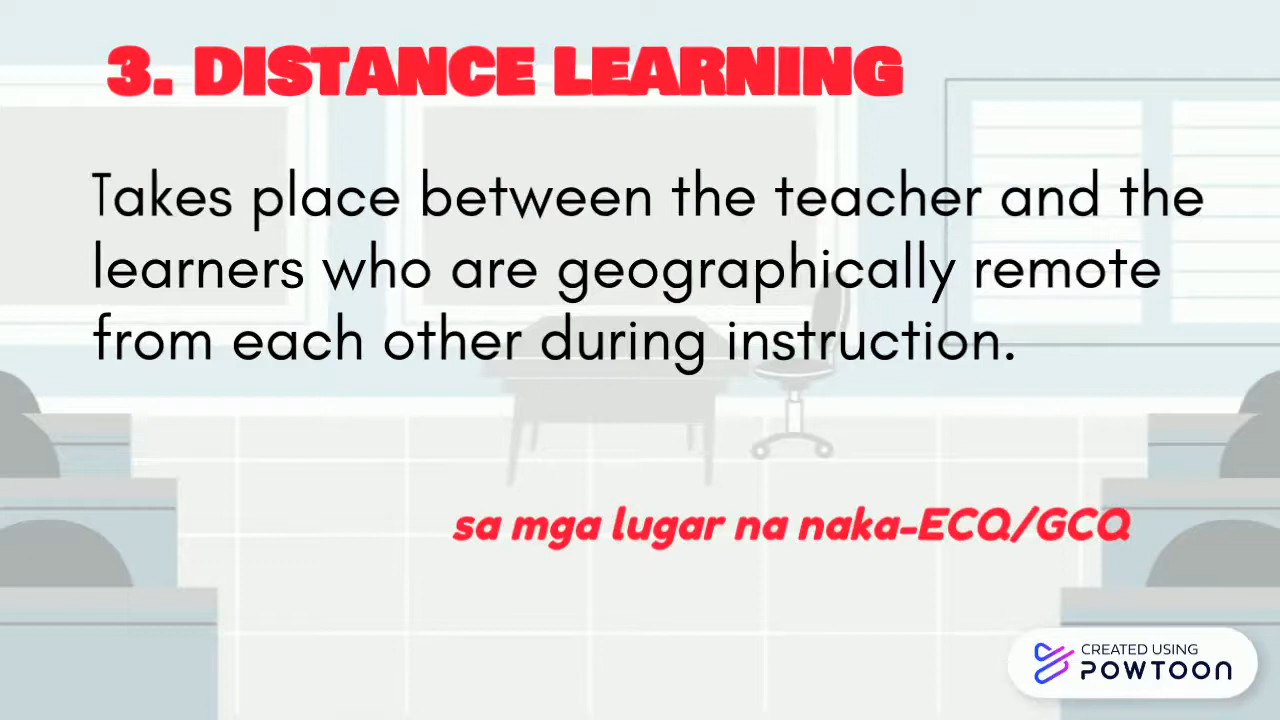 3. DISTANCE LEARNING
Takes place between the teacher and the
learners who are geographically remote
from each other during instruction.
sa mga lugar na naka-ECQ/GCQ
CREATED USING
POWTOON